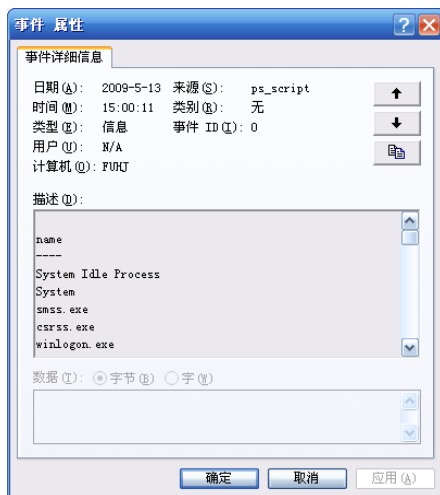 事件 属性
事件详细信息
日期(A): 2009-5-13 来源(S): ps_script
时间(M): 15:00:11 类别(R): 无
类型(E): 信息 事件 ID(I): 0
用户(U): N/A
计算机(O): FUHJ
描述(D):
name
----
System Idle Process
System
smss.exe
csrss.exe
winlogon.exe
数据(T): 字节(B) 字(W)
确定 取消 应用(A)